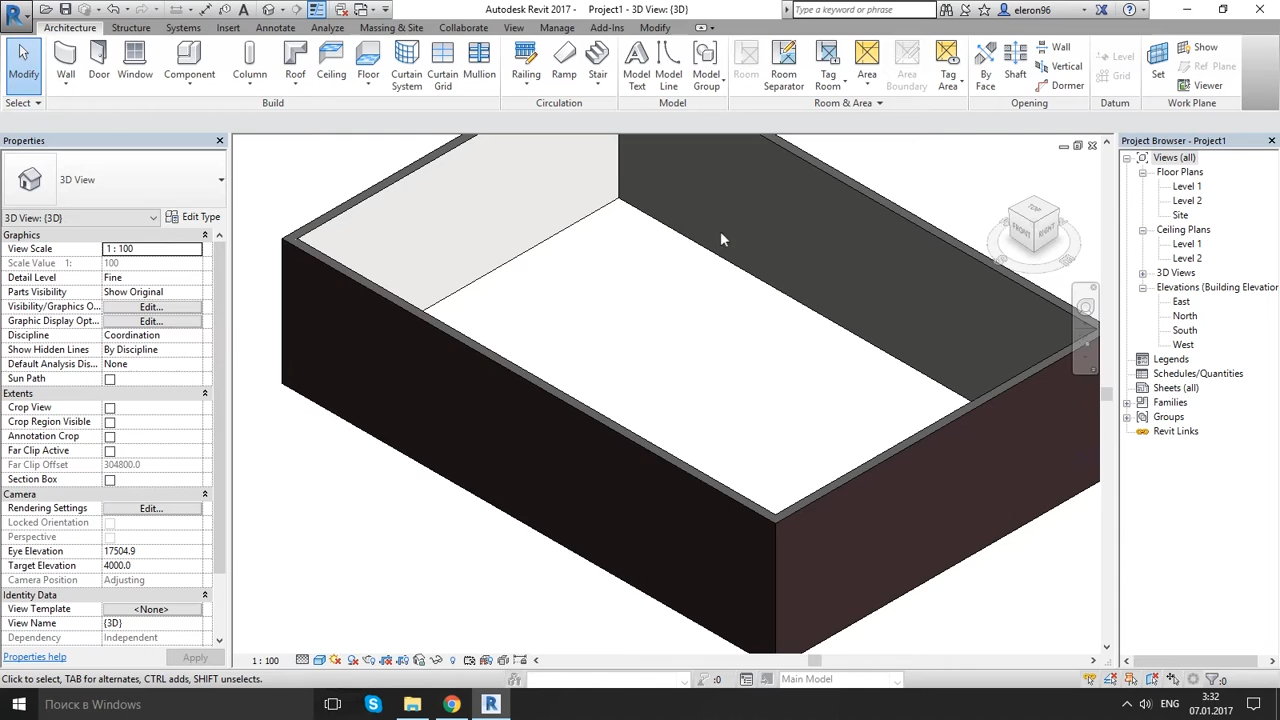 Autodesk Revit 2017 - Project1 - 3D View: {3D}
Type a keyword or phrase
eleron96
Architecture Structure Systems Insert Annotate Analyze Massing & Site Collaborate View Manage Add-Ins Modify
Modify Wall Door Window Component Column Roof Ceiling Floor Curtain System Curtain Grid Mullion Railing Ramp Stair Model Text Model Line Model Group Room Room Separator Tag Room Area Area Boundary Tag Area By Face Shaft Wall Vertical Dormer Level Grid Set Show Ref Plane Viewer
Select Build Circulation Model Room & Area Opening Datum Work Plane
Properties
3D View
3D View: {3D} Edit Type
Graphics
View Scale 1 : 100
Scale Value 1: 100
Detail Level Fine
Parts Visibility Show Original
Visibility/Graphics O... Edit...
Graphic Display Opt... Edit...
Discipline Coordination
Show Hidden Lines By Discipline
Default Analysis Dis... None
Sun Path
Extents
Crop View
Crop Region Visible
Annotation Crop
Far Clip Active
Far Clip Offset 304800.0
Section Box
Camera
Rendering Settings Edit...
Locked Orientation
Perspective
Eye Elevation 17504.9
Target Elevation 4000.0
Camera Position Adjusting
Identity Data
View Template <None>
View Name {3D}
Dependency Independent
Properties help Apply
TOP
FRONT RIGHT
Project Browser - Project1
Views (all)
Floor Plans
Level 1
Level 2
Site
Ceiling Plans
Level 1
Level 2
3D Views
Elevations (Building Elevation
East
North
South
West
Legends
Schedules/Quantities
Sheets (all)
Families
Groups
Revit Links
1 : 100
Click to select, TAB for alternates, CTRL adds, SHIFT unselects.
:0
Main Model
:0
Поиск в Windows
ENG
3:32
07.01.2017